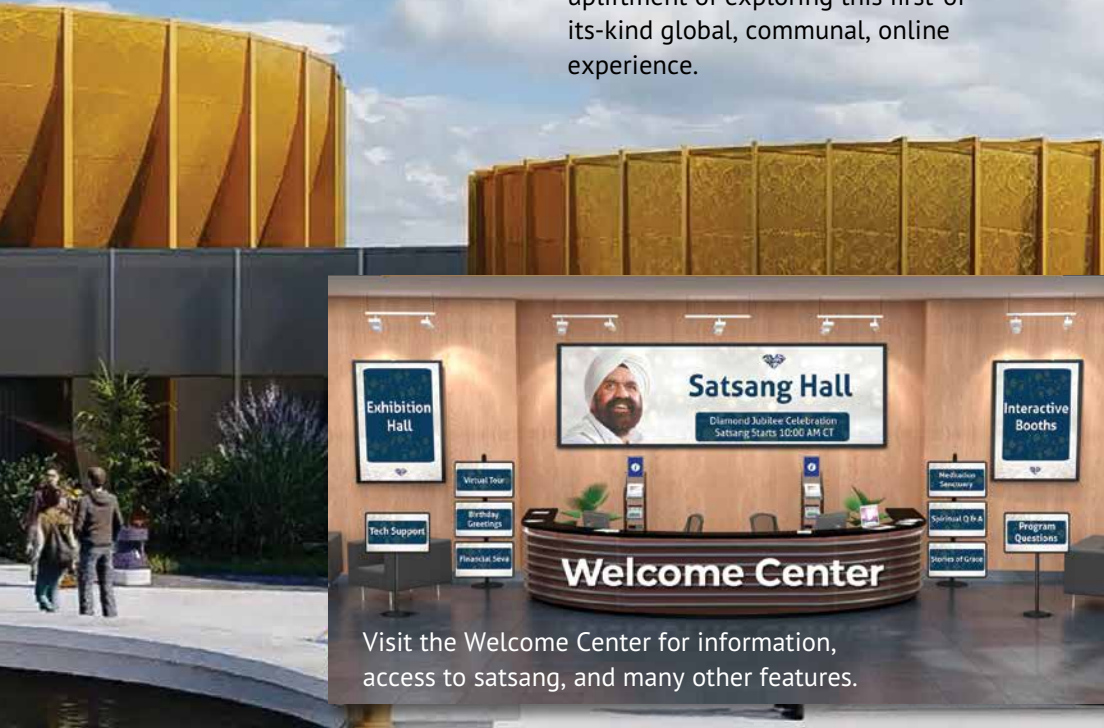 of exploring this first-of-
its-kind global, communal, online
experience.
Exhibition
Hall
Satsang Hall
Diamond Jubilee Celebration
Satsang Starts 10:00 AM CT
Interactive
Booths
Virtual Tour
Birthday
Greetings
Financial Seva
Tech Support
Meditation
Sanctuary
Spiritual Q & A
Stories of Grace
Program
Questions
Welcome Center
Visit the Welcome Center for information,
access to satsang, and many other features.